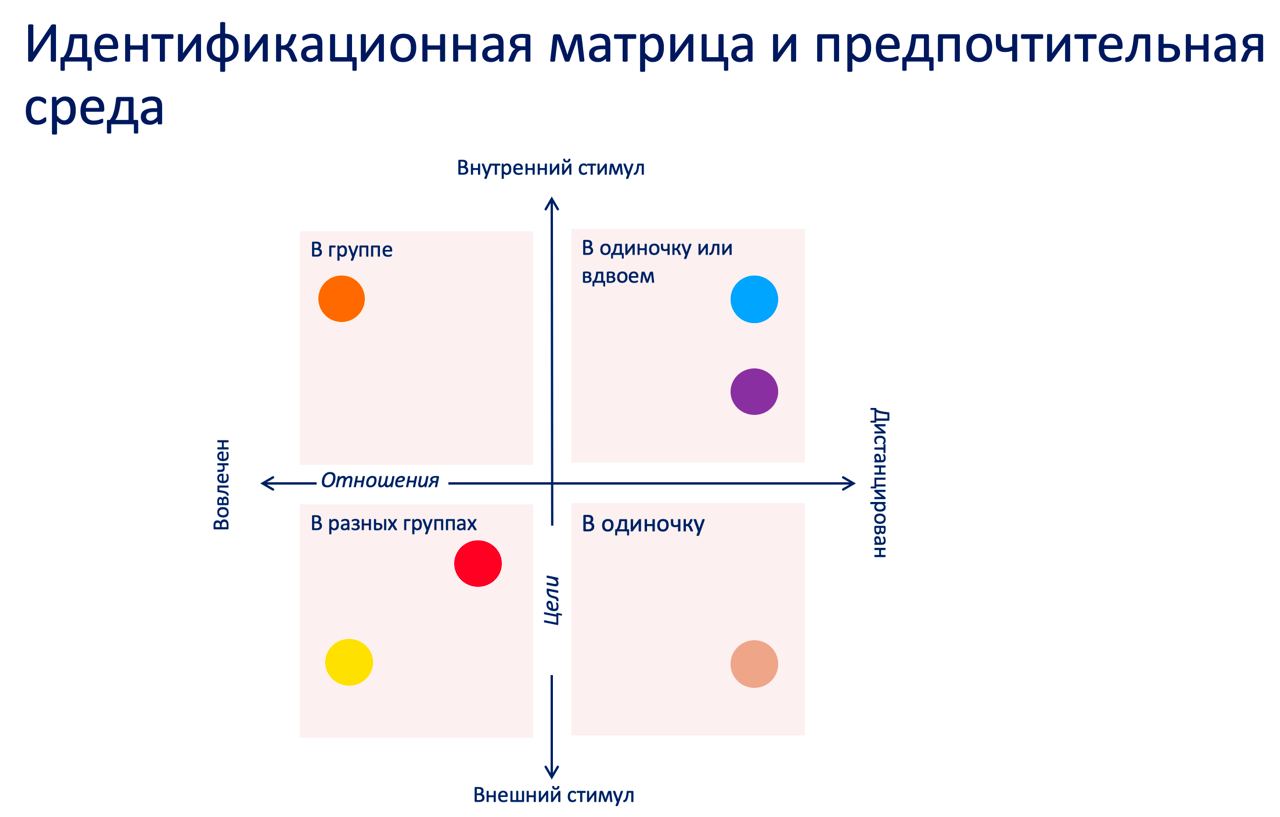 Идентификационная матрица и предпочтительная
среда
Внутренний стимул
В группе
В одиночку или
вдвоем
Вовлечен
Отношения
Дистанцирован
В разных группах
В одиночку
Цели
Внешний стимул